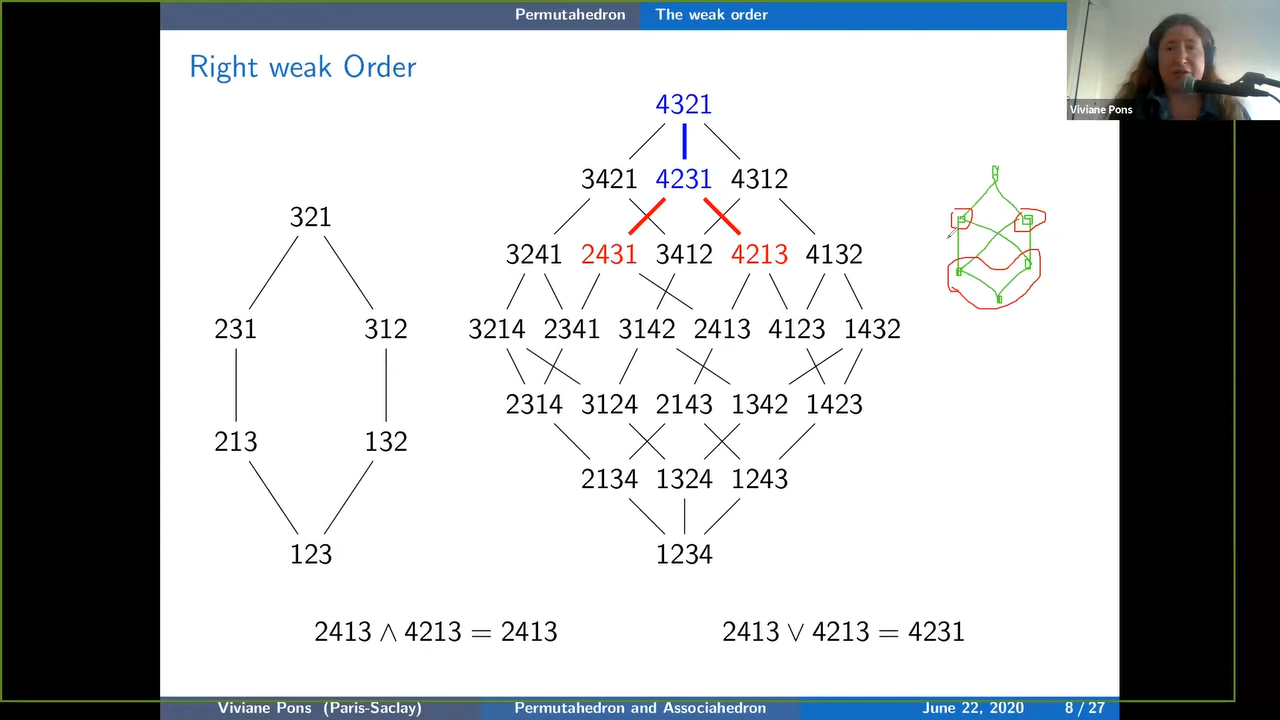 Permutahedron The weak order
Viviane Pons
Right weak Order
4321
3421 4231 4312
321
3241 2431 3412 4213 4132
231 312
3214 2341 3142 2413 4123 1432
2314 3124 2143 1342 1423
213 132
2134 1324 1243
123 1234
2413 ∧ 4213 = 2413 2413 ∨ 4213 = 4231
Viviane Pons (Paris-Saclay) Permutahedron and Associahedron June 22, 2020 8 / 27